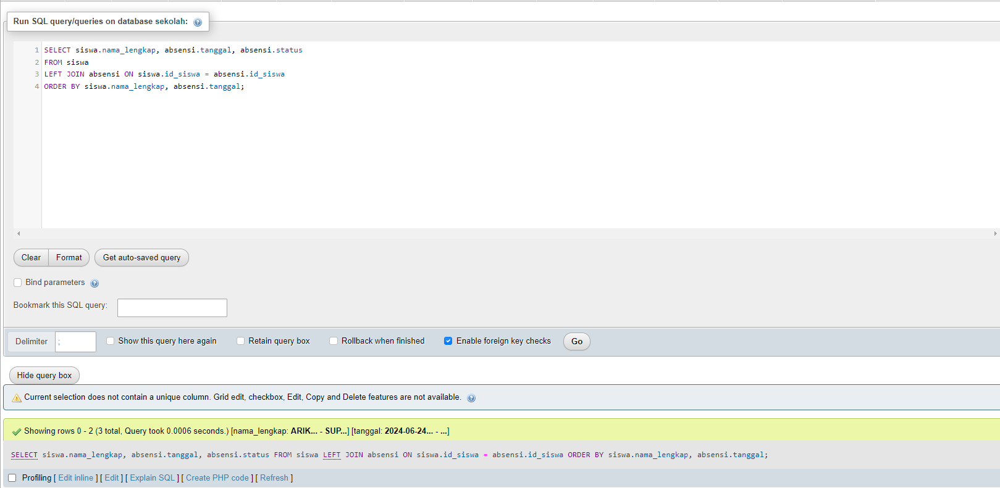 Run SQL query/queries on database sekolah:
1 SELECT siswa.nama_lengkap, absensi.tanggal, absensi.status
2 FROM siswa
3 LEFT JOIN absensi ON siswa.id_siswa = absensi.id_siswa
4 ORDER BY siswa.nama_lengkap, absensi.tanggal;
Clear Format Get auto-saved query
Bind parameters
Bookmark this SQL query:
Delimiter ; Show this query here again Retain query box Rollback when finished Enable foreign key checks Go
Hide query box
Current selection does not contain a unique column. Grid edit, checkbox, Edit, Copy and Delete features are not available.
Showing rows 0 - 2 (3 total, Query took 0.0006 seconds.) [nama_lengkap: ARIK... - SUP...] [tanggal: 2024-06-24... - ...]
SELECT siswa.nama_lengkap, absensi.tanggal, absensi.status FROM siswa LEFT JOIN absensi ON siswa.id_siswa = absensi.id_siswa ORDER BY siswa.nama_lengkap, absensi.tanggal;
Profiling [ Edit inline ] [ Edit ] [ Explain SQL ] [ Create PHP code ] [ Refresh ]